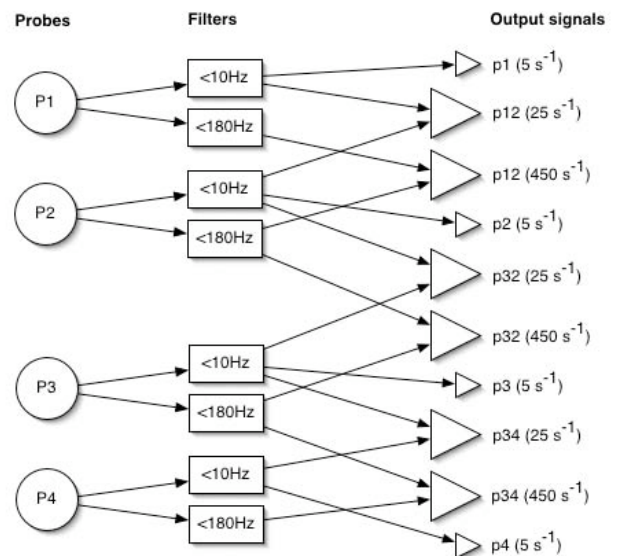 Probes
Filters
Output signals
P1
<10Hz
<180Hz
P2
<10Hz
<180Hz
P3
<10Hz
<180Hz
P4
<10Hz
<180Hz
p1 (5 s⁻¹)
p12 (25 s⁻¹)
p12 (450 s⁻¹)
p2 (5 s⁻¹)
p32 (25 s⁻¹)
p32 (450 s⁻¹)
p3 (5 s⁻¹)
p34 (25 s⁻¹)
p34 (450 s⁻¹)
p4 (5 s⁻¹)